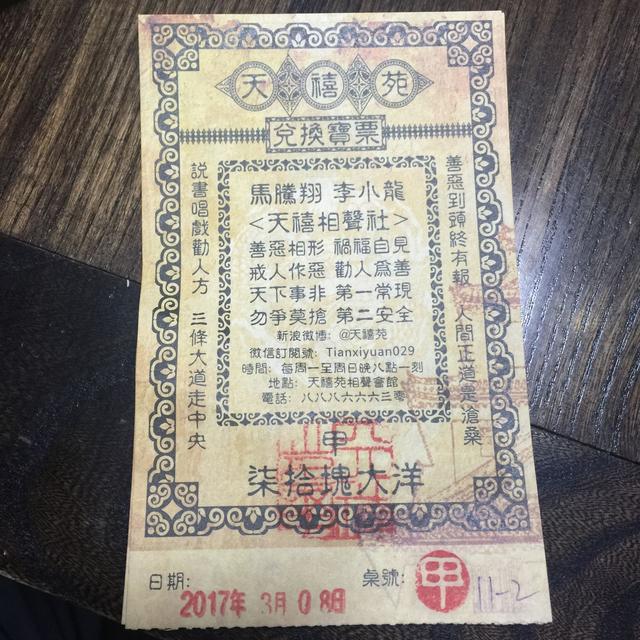 天禧苑
兌換寶票
善惡到頭終有報 人間正道是滄桑
説書唱戲勸人方 三條大道走中央
馬騰翔 李小龍
<天禧相聲社>
善惡相形 禍福自見
戒人作惡 勸人為善
天下事非 第一常現
勿爭莫搶 第二安全
新浪微博: @天禧苑
微信訂閱號: Tianxiyuan029
時間: 每周一至周日晚八點一刻
地點: 天禧苑相聲會館
電話: 八八八六六六三零
甲
柒拾塊大洋
日期: 2017年 3月 08日
桌號: 甲 11-2